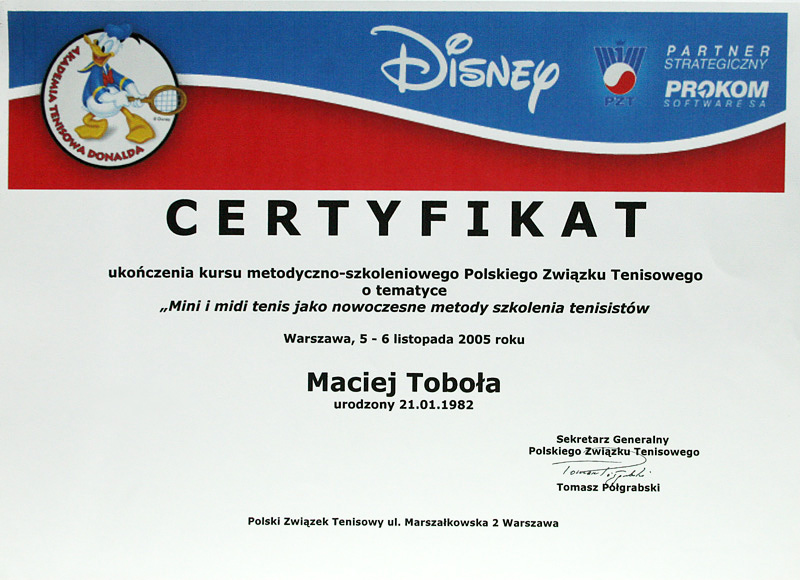 AKADEMIA TENISOWA DONALDA
© Disney
Disney
PZT
PARTNER
STRATEGICZNY
PROKOM
SOFTWARE SA
CERTYFIKAT
ukończenia kursu metodyczno-szkoleniowego Polskiego Związku Tenisowego
o tematyce
„Mini i midi tenis jako nowoczesne metody szkolenia tenisistów
Warszawa, 5 - 6 listopada 2005 roku
Maciej Toboła
urodzony 21.01.1982
Sekretarz Generalny
Polskiego Związku Tenisowego
Tomasz Półgrabski
Polski Związek Tenisowy ul. Marszałkowska 2 Warszawa